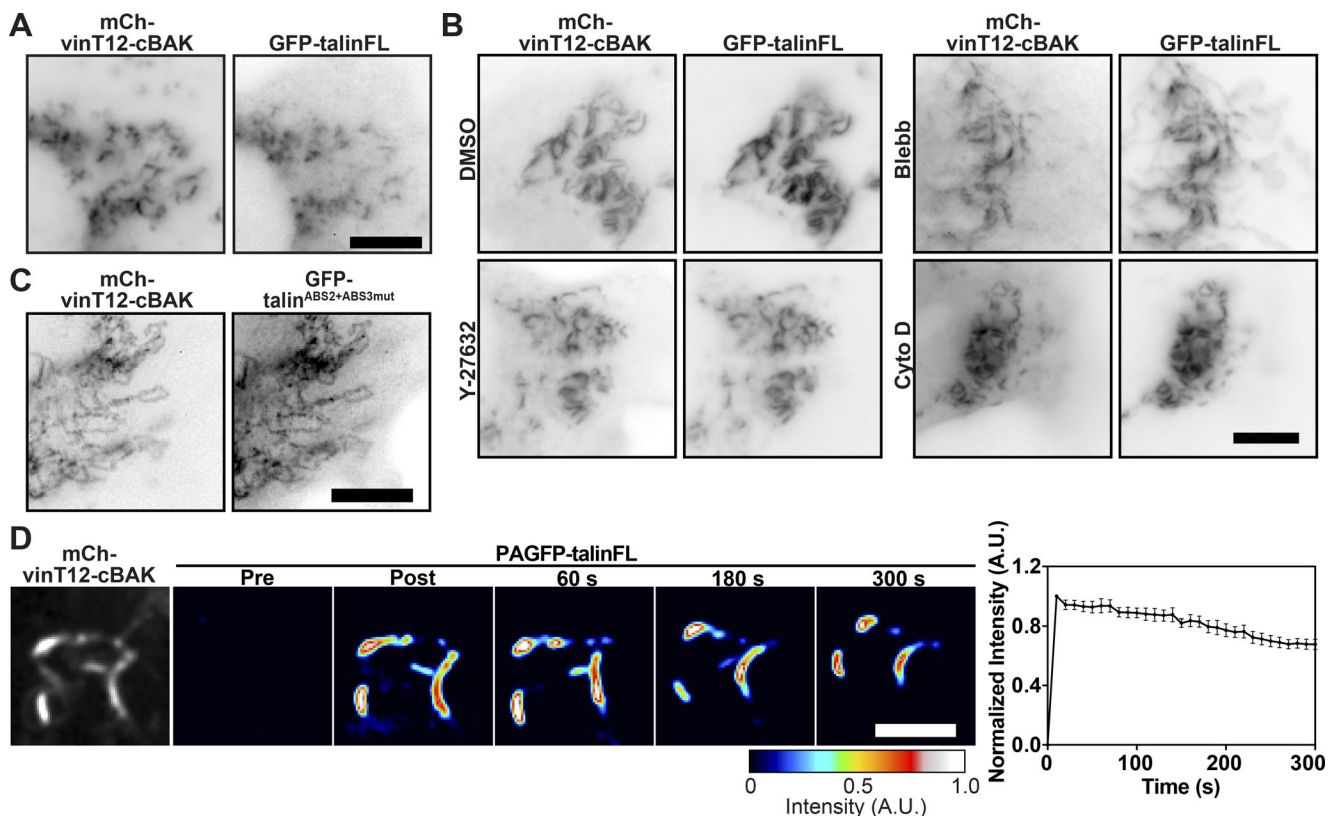 A
mCh-
vinT12-cBAK
GFP-talinFL
B
mCh-
vinT12-cBAK
GFP-talinFL
mCh-
vinT12-cBAK
GFP-talinFL
DMSO
Blebb
Y-27632
Cyto D
C
mCh-
vinT12-cBAK
GFP-
talinABS2+ABS3mut
D
mCh-
vinT12-cBAK
PAGFP-talinFL
Pre
Post
60 s
180 s
300 s
0
0.5
1.0
Intensity (A.U.)
Normalized Intensity (A.U.)
1.2
0.8
0.4
0.0
0
100
200
300
Time (s)